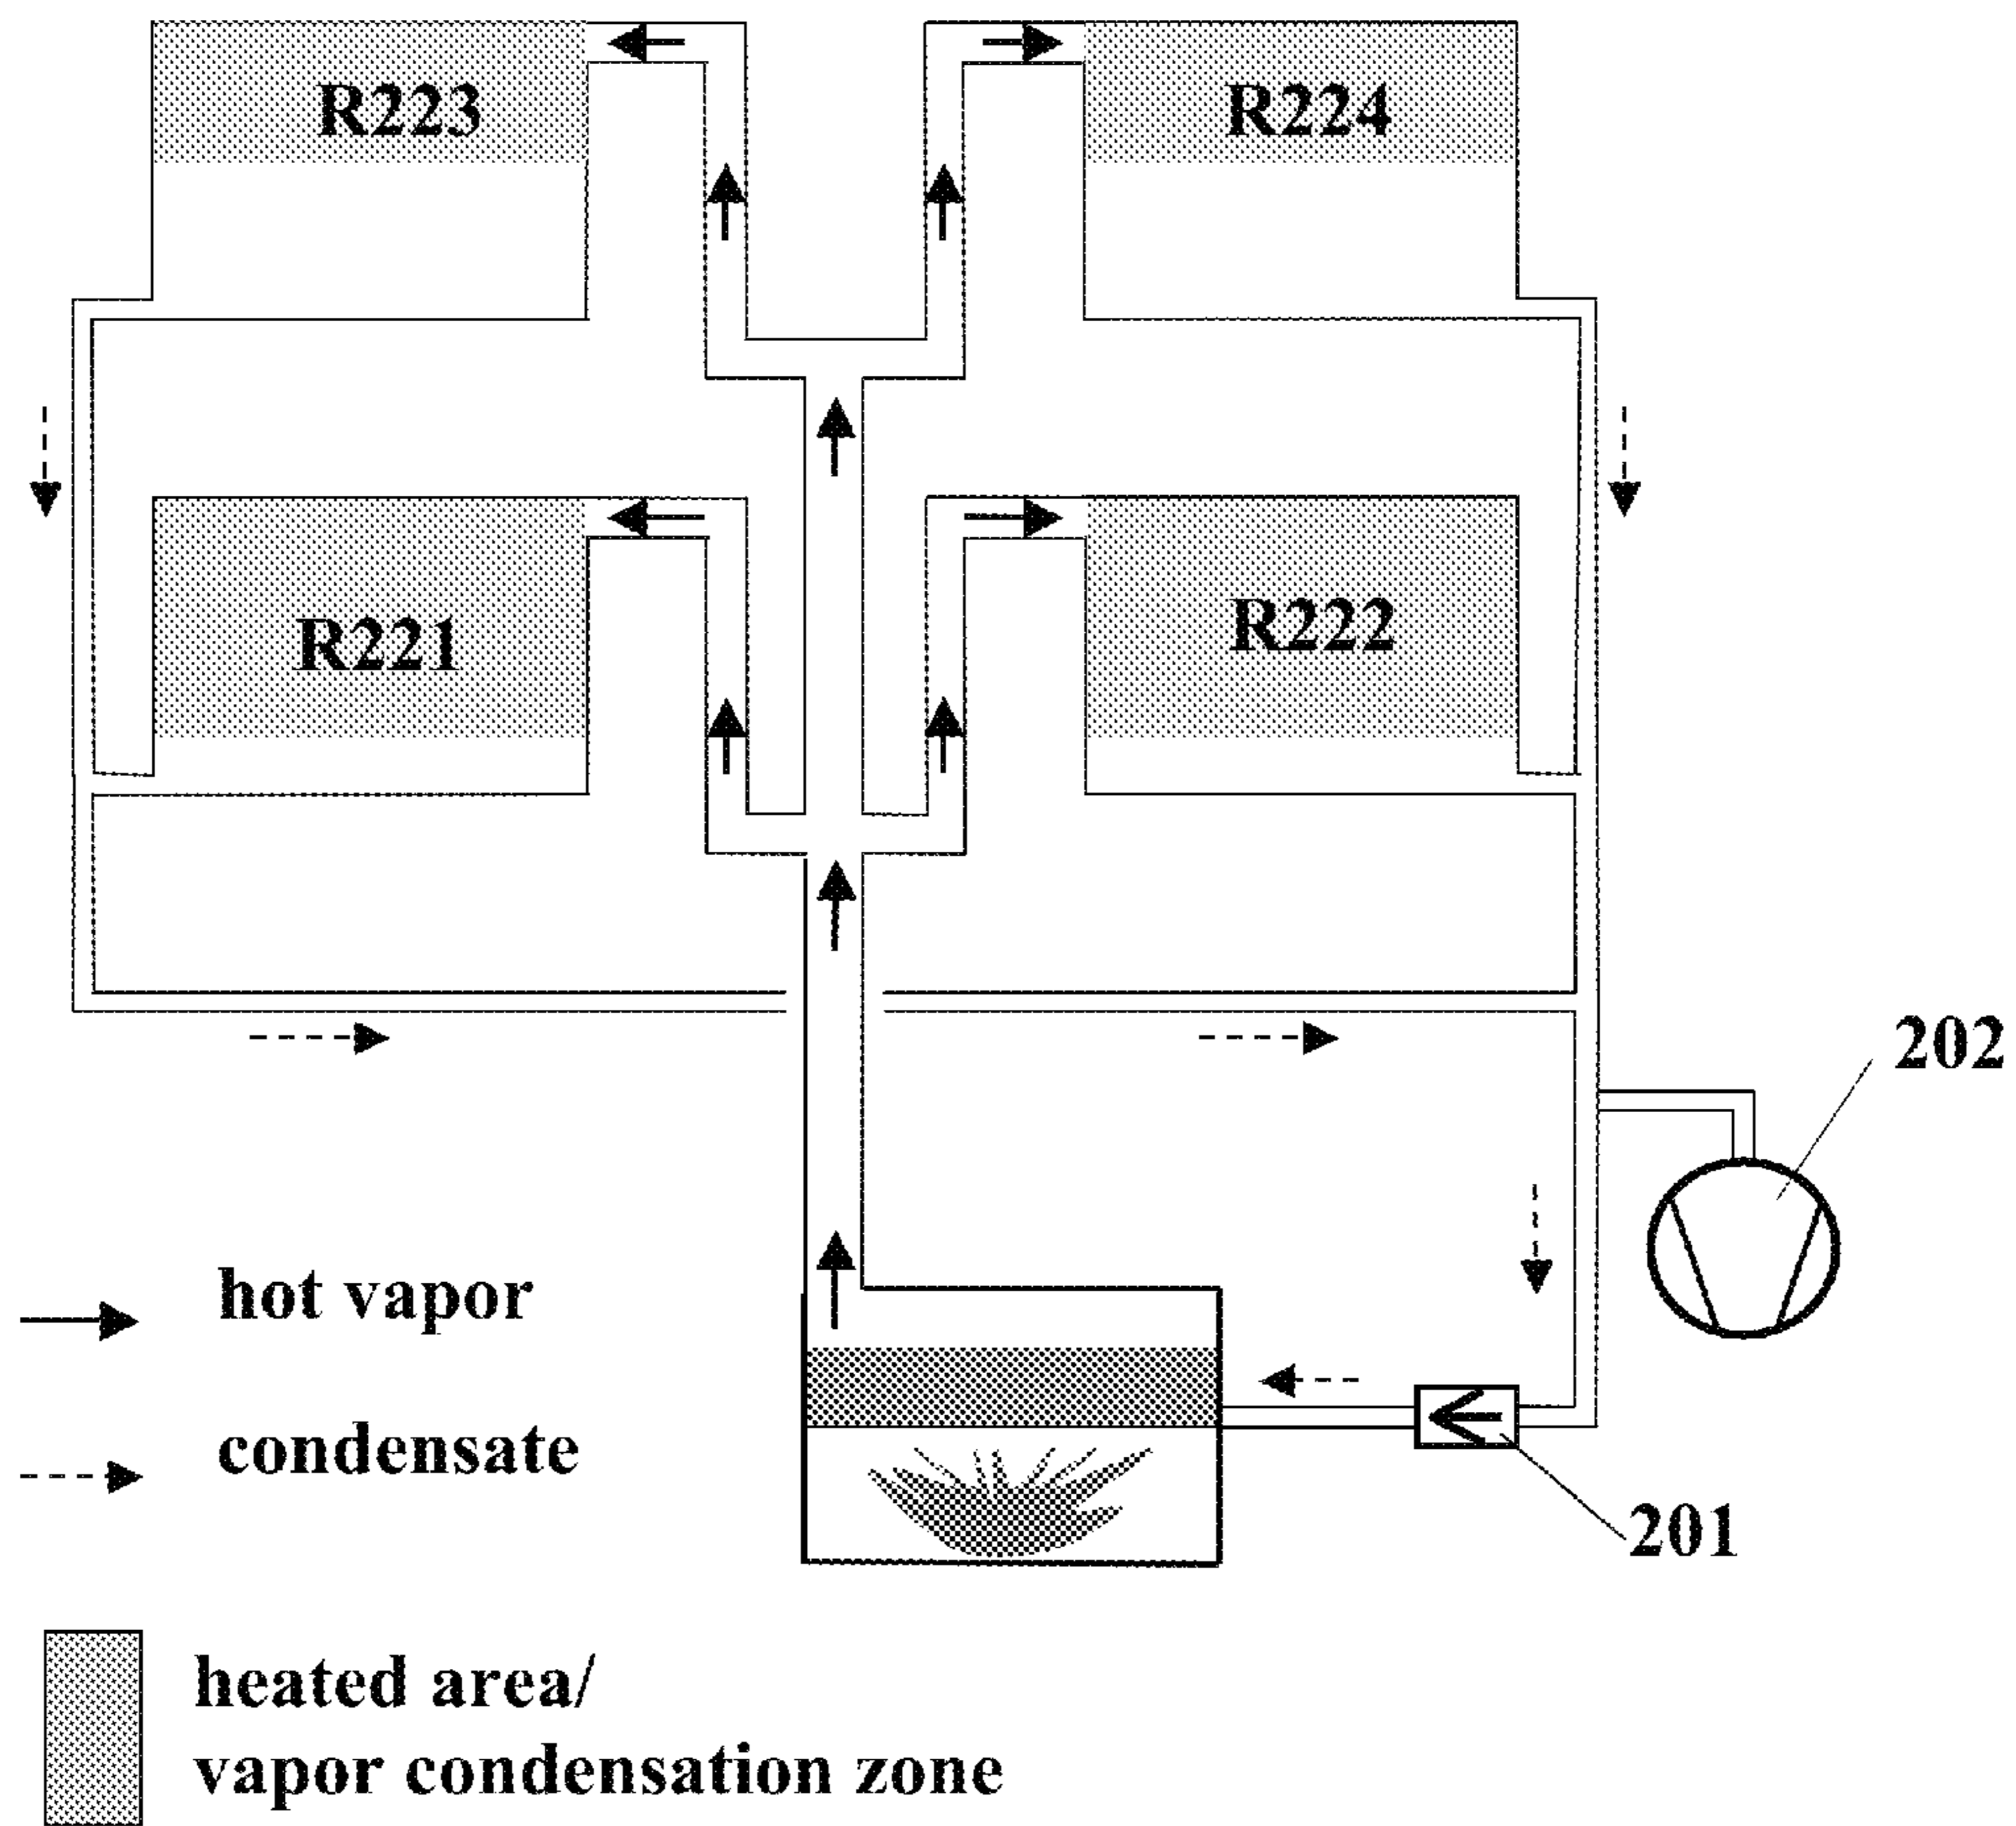 R223
R224
R221
R222
202
hot vapor
condensate
201
heated area/
vapor condensation zone